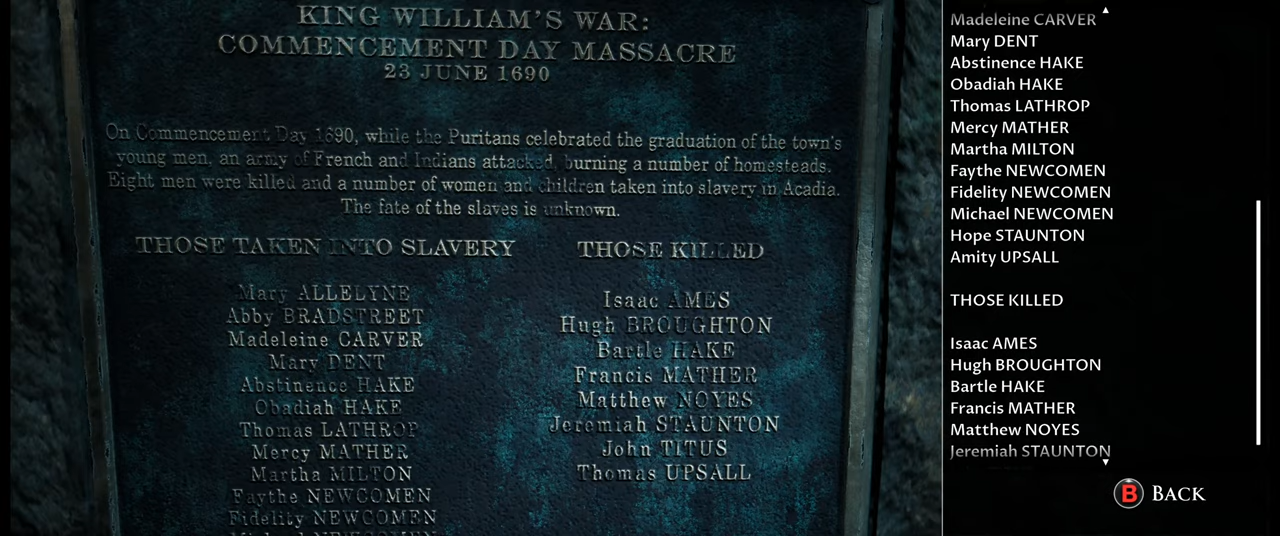 KING WILLIAM'S WAR:
COMMENCEMENT DAY MASSACRE
23 JUNE 1690
On Commencement Day 1690, while the Puritans celebrated the graduation of the town's
young men, an army of French and Indians attacked, burning a number of homesteads.
Eight men were killed and a number of women and children taken into slavery in Acadia.
The fate of the slaves is unknown.
THOSE TAKEN INTO SLAVERY
Mary ALLELYNE
Abby BRADSTREET
Madeleine CARVER
Mary DENT
Abstinence HAKE
Obadiah HAKE
Thomas LATHROP
Mercy MATHER
Martha MILTON
Faythe NEWCOMEN
Fidelity NEWCOMEN
Michael NEWCOMEN
THOSE KILLED
Isaac AMES
Hugh BROUGHTON
Bartle HAKE
Francis MATHER
Matthew NOYES
Jeremiah STAUNTON
John TITUS
Thomas UPSALL
Madeleine CARVER
Mary DENT
Abstinence HAKE
Obadiah HAKE
Thomas LATHROP
Mercy MATHER
Martha MILTON
Faythe NEWCOMEN
Fidelity NEWCOMEN
Michael NEWCOMEN
Hope STAUNTON
Amity UPSALL
THOSE KILLED
Isaac AMES
Hugh BROUGHTON
Bartle HAKE
Francis MATHER
Matthew NOYES
Jeremiah STAUNTON
B BACK